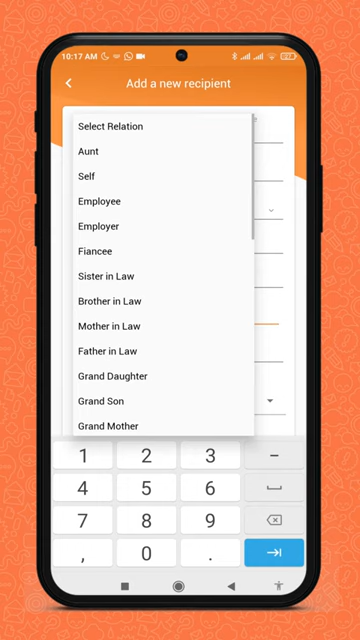 10:17 AM
Add a new recipient
Select Relation
Aunt
Self
Employee
Employer
Fiancee
Sister in Law
Brother in Law
Mother in Law
Father in Law
Grand Daughter
Grand Son
Grand Mother
1 2 3 –
4 5 6
7 8 9
, 0 .